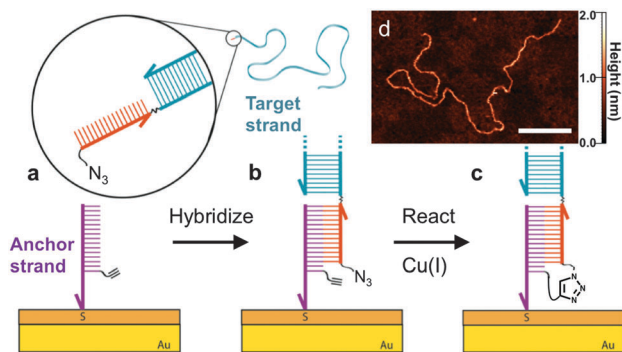 d
2.0
1.0
0.0
Height (nm)
Target
strand
N3
a
b
c
Hybridize
React
Cu(I)
Anchor
strand
N3
N
N
N
S
Au
S
Au
S
Au